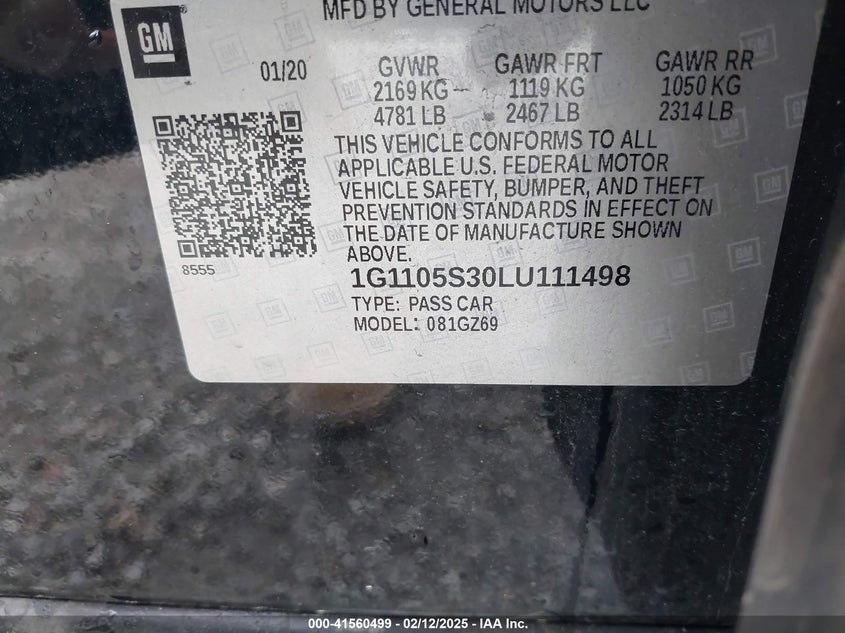 MFD BY GENERAL MOTORS LLC
GM
01/20 GVWR GAWR FRT GAWR RR
2169 KG 1119 KG 1050 KG
4781 LB 2467 LB 2314 LB
THIS VEHICLE CONFORMS TO ALL
APPLICABLE U.S. FEDERAL MOTOR
VEHICLE SAFETY, BUMPER, AND THEFT
PREVENTION STANDARDS IN EFFECT ON
THE DATE OF MANUFACTURE SHOWN
ABOVE.
8555
1G1105S30LU111498
TYPE: PASS CAR
MODEL: 081GZ69
000-41560499 - 02/12/2025 - IAA Inc.